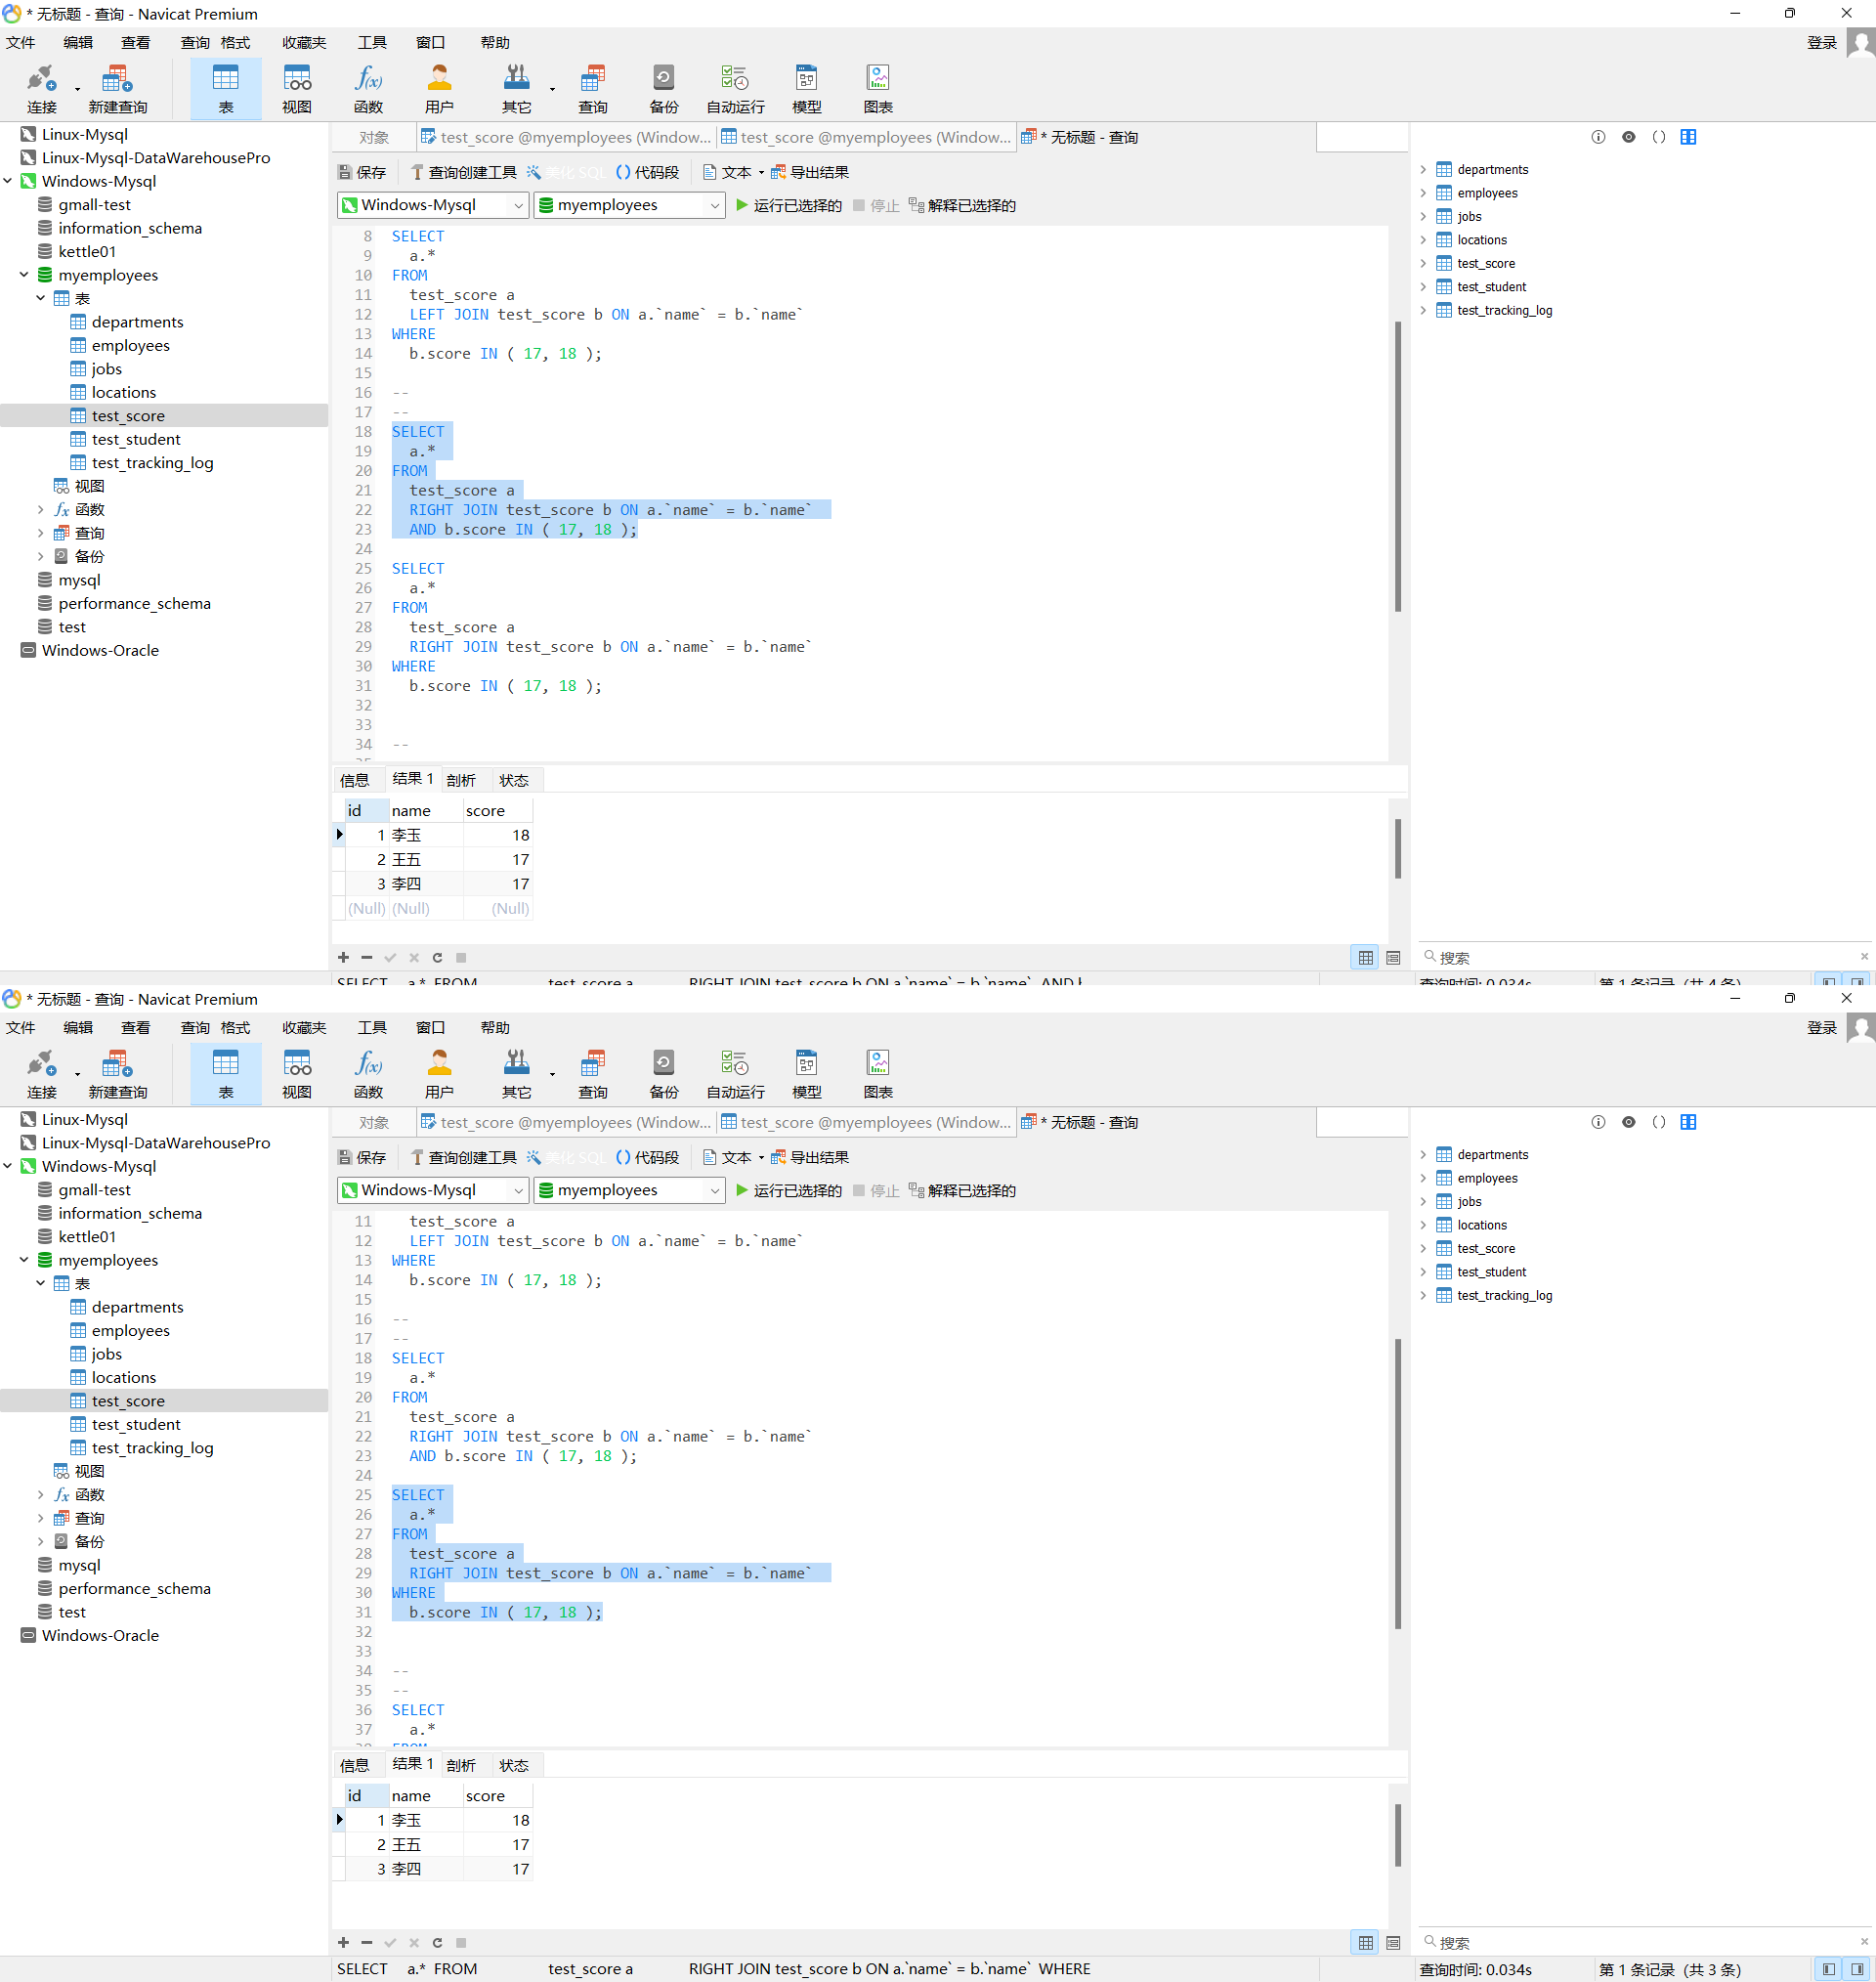 * 无标题 - 查询 - Navicat Premium
文件 编辑 查看 查询 格式 收藏夹 工具 窗口 帮助 登录
连接 新建查询 表 视图 函数 用户 其它 查询 备份 自动运行 模型 图表
Linux-Mysql
Linux-Mysql-DataWarehousePro
Windows-Mysql
gmall-test
information_schema
kettle01
myemployees
表
departments
employees
jobs
locations
test_score
test_student
test_tracking_log
视图
函数
查询
备份
mysql
performance_schema
test
Windows-Oracle
对象 test_score @myemployees (Window... test_score @myemployees (Window... * 无标题 - 查询
保存 查询创建工具 美化 SQL 代码段 文本 导出结果
Windows-Mysql myemployees 运行已选择的 停止 解释已选择的
8 SELECT
9 a.*
10 FROM
11 test_score a
12 LEFT JOIN test_score b ON a.`name` = b.`name`
13 WHERE
14 b.score IN ( 17, 18 );
15
16 --
17 --
18 SELECT
19 a.*
20 FROM
21 test_score a
22 RIGHT JOIN test_score b ON a.`name` = b.`name`
23 AND b.score IN ( 17, 18 );
24
25 SELECT
26 a.*
27 FROM
28 test_score a
29 RIGHT JOIN test_score b ON a.`name` = b.`name`
30 WHERE
31 b.score IN ( 17, 18 );
32
33
34 --
信息 结果 1 剖析 状态
id name score
1 李玉 18
2 王五 17
3 李四 17
(Null) (Null) (Null)
departments
employees
jobs
locations
test_score
test_student
test_tracking_log
搜索
SELECT a.* FROM test_score a RIGHT JOIN test_score b ON a.`name` = b.`name` AND 查询时间: 0.034s 第 1 条记录 (共 4 条)
* 无标题 - 查询 - Navicat Premium
文件 编辑 查看 查询 格式 收藏夹 工具 窗口 帮助 登录
连接 新建查询 表 视图 函数 用户 其它 查询 备份 自动运行 模型 图表
Linux-Mysql
Linux-Mysql-DataWarehousePro
Windows-Mysql
gmall-test
information_schema
kettle01
myemployees
表
departments
employees
jobs
locations
test_score
test_student
test_tracking_log
视图
函数
查询
备份
mysql
performance_schema
test
Windows-Oracle
对象 test_score @myemployees (Window... test_score @myemployees (Window... * 无标题 - 查询
保存 查询创建工具 美化 SQL 代码段 文本 导出结果
Windows-Mysql myemployees 运行已选择的 停止 解释已选择的
11 test_score a
12 LEFT JOIN test_score b ON a.`name` = b.`name`
13 WHERE
14 b.score IN ( 17, 18 );
15
16 --
17 --
18 SELECT
19 a.*
20 FROM
21 test_score a
22 RIGHT JOIN test_score b ON a.`name` = b.`name`
23 AND b.score IN ( 17, 18 );
24
25 SELECT
26 a.*
27 FROM
28 test_score a
29 RIGHT JOIN test_score b ON a.`name` = b.`name`
30 WHERE
31 b.score IN ( 17, 18 );
32
33
34 --
35 --
36 SELECT
37 a.*
38 FROM
信息 结果 1 剖析 状态
id name score
1 李玉 18
2 王五 17
3 李四 17
departments
employees
jobs
locations
test_score
test_student
test_tracking_log
搜索
SELECT a.* FROM test_score a RIGHT JOIN test_score b ON a.`name` = b.`name` WHERE 查询时间: 0.034s 第 1 条记录 (共 3 条)